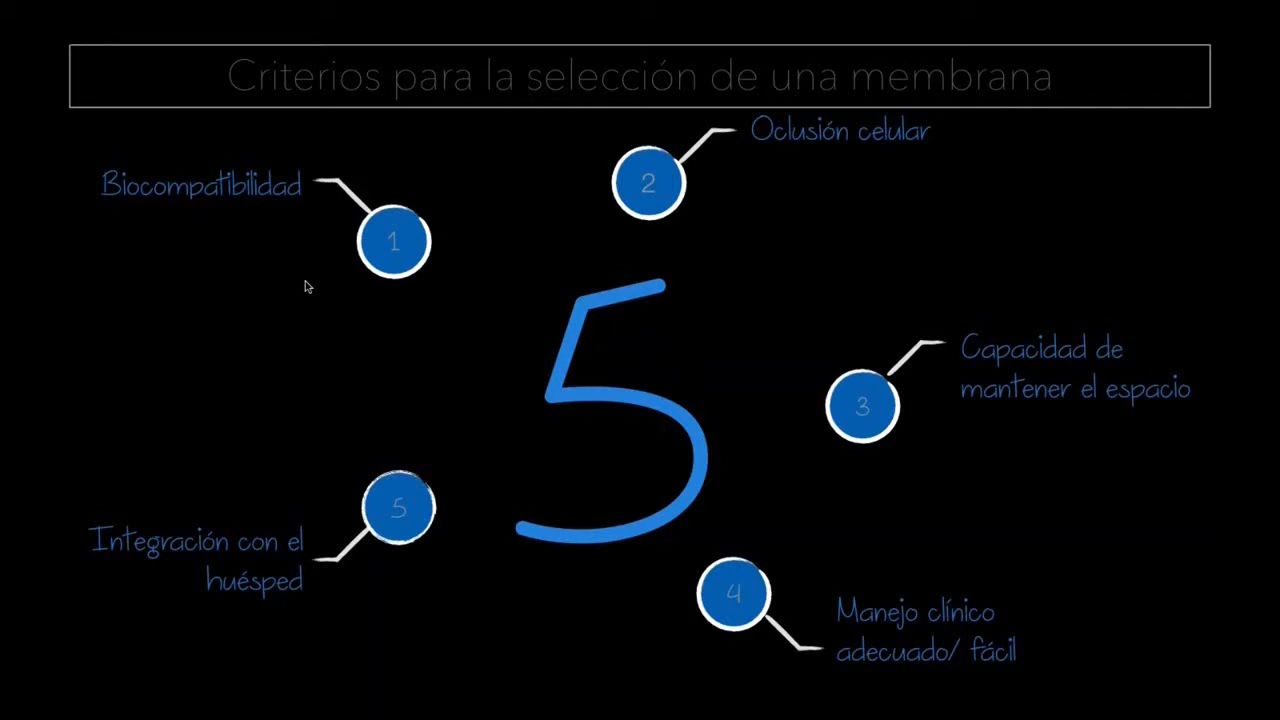 Criterios para la selección de una membrana
Biocompatibilidad
1
2
Oclusión celular
3
Capacidad de
mantener el espacio
4
Manejo clínico
adecuado/ fácil
5
Integración con el
huésped
5